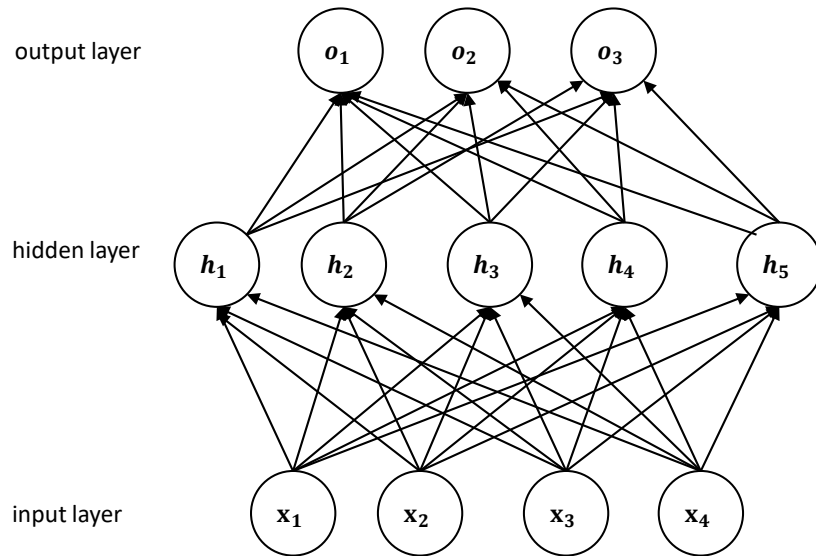 output layer o₁ o₂ o₃
hidden layer h₁ h₂ h₃ h₄ h₅
input layer x₁ x₂ x₃ x₄